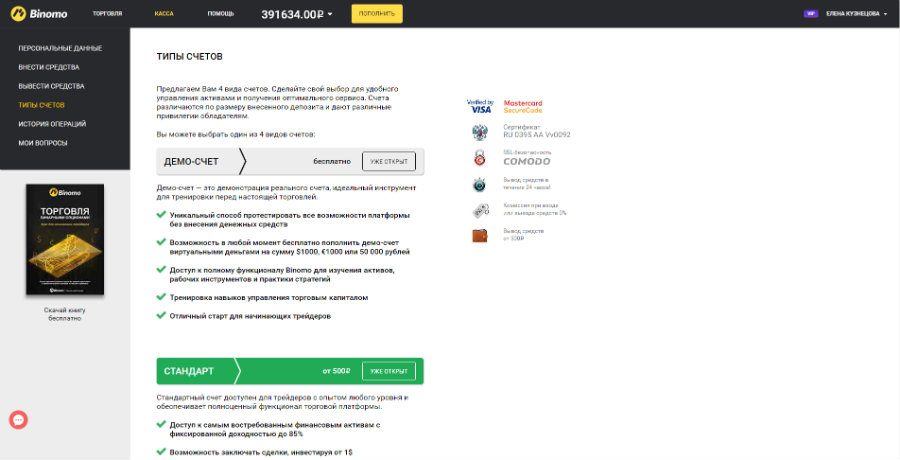 Binomo
ТОРГОВЛЯ
КАССА
ПОМОЩЬ
391634.00₽
ПОПОЛНИТЬ
VIP
ЕЛЕНА КУЗНЕЦОВА
ПЕРСОНАЛЬНЫЕ ДАННЫЕ
ВНЕСТИ СРЕДСТВА
ВЫВЕСТИ СРЕДСТВА
ТИПЫ СЧЕТОВ
ИСТОРИЯ ОПЕРАЦИЙ
МОИ ВОПРОСЫ
Binomo
ТОРГОВЛЯ
БИНАРНЫМИ ОПЦИОНАМИ
Binomo
Скачай книгу
бесплатно
ТИПЫ СЧЕТОВ
Предлагаем Вам 4 вида счетов. Сделайте свой выбор для удобного
управления активами и получения оптимального сервиса. Счета
различаются по размеру внесенного депозита и дают различные
привилегии обладателям.
Вы можете выбрать один из 4 видов счетов:
ДЕМО-СЧЕТ
бесплатно
УЖЕ ОТКРЫТ
Демо-счет — это демонстрация реального счета, идеальный инструмент
для тренировки перед настоящей торговлей.
Уникальный способ протестировать все возможности платформы
без внесения денежных средств
Возможность в любой момент бесплатно пополнить демо-счет
виртуальными деньгами на сумму $1000, €1000 или 50 000 рублей
Доступ к полному функционалу Binomo для изучения активов,
рабочих инструментов и практики стратегий
Тренировка навыков управления торговым капиталом
Отличный старт для начинающих трейдеров
СТАНДАРТ
от 500₽
УЖЕ ОТКРЫТ
Стандартный счет доступен для трейдеров с опытом любого уровня и
обеспечивает полноценный функционал торговой платформы.
Доступ к самым востребованным финансовым активам с
фиксированной доходностью до 85%
Возможность заключать сделки, инвестируя от 1$
Verified by
VISA
Mastercard
SecureCode
Сертификат
RU 0395 AA Vv0092
SSL-безопасность
COMODO
Вывод средств в
течение 24 часов!
Комиссия при вводе
или выводе средств 0%
Вывод средств
от 500₽